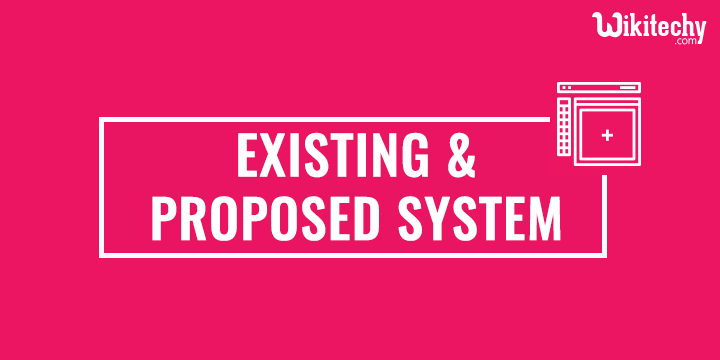 Wikitechy
.com
EXISTING &
PROPOSED SYSTEM